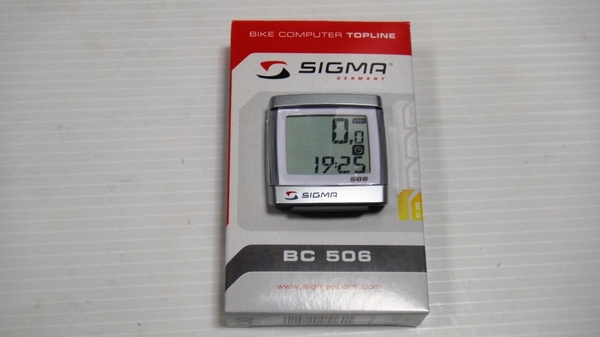 BIKE COMPUTER TOPLINE
SIGMA
GERMANY
0,0
19:25
506
SIGMA
BC 506
www.sigmasport.com